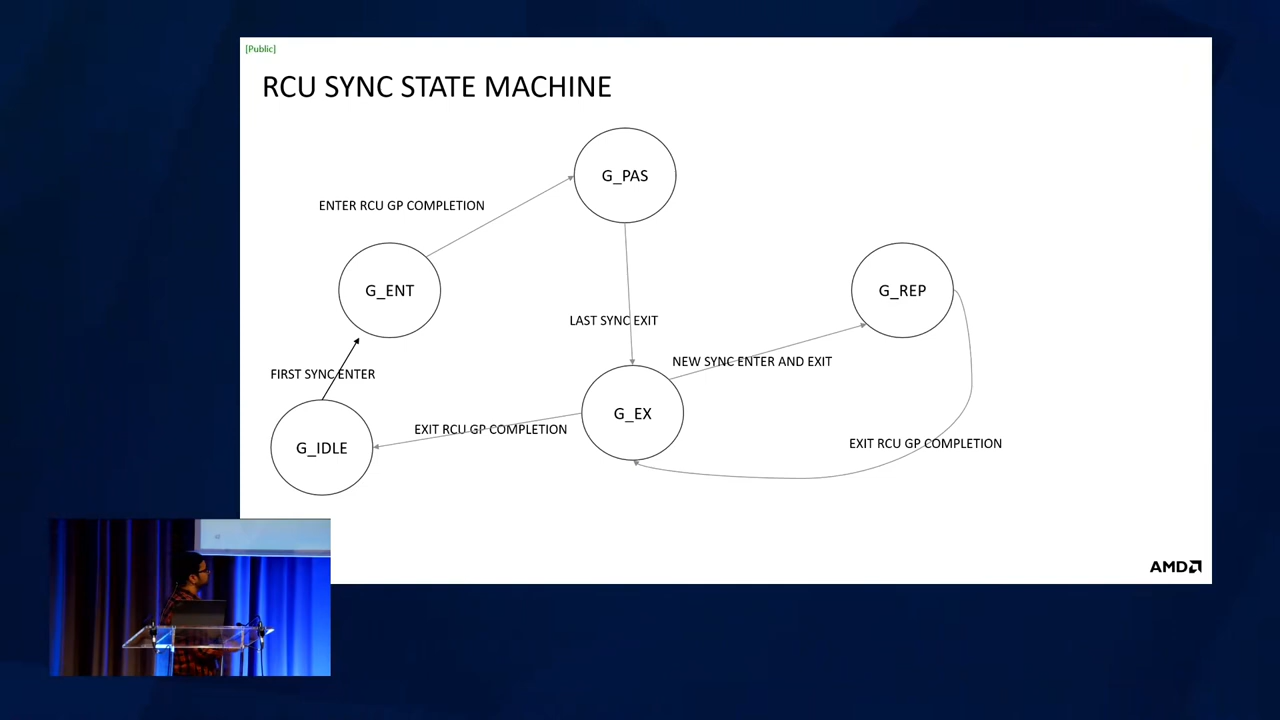 [Public]
RCU SYNC STATE MACHINE
G_PAS
ENTER RCU GP COMPLETION
G_ENT
G_REP
LAST SYNC EXIT
NEW SYNC ENTER AND EXIT
FIRST SYNC ENTER
G_EX
EXIT RCU GP COMPLETION
EXIT RCU GP COMPLETION
G_IDLE
AMD